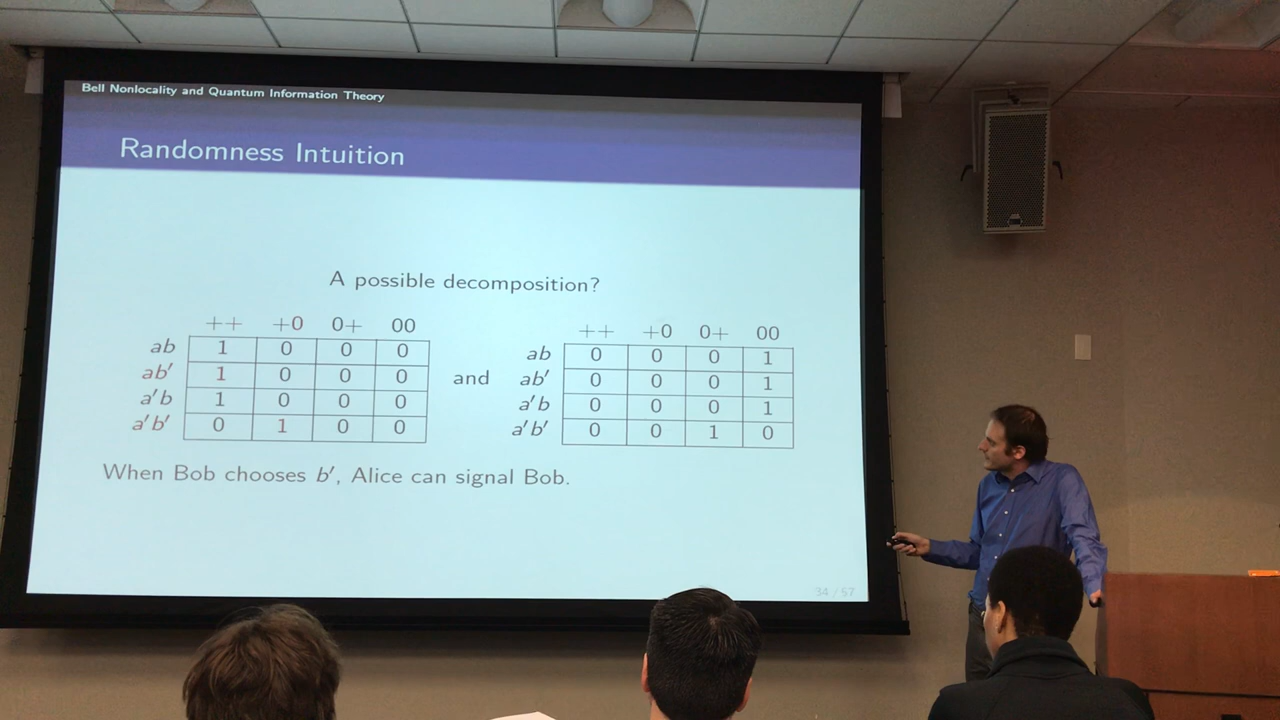 Bell Nonlocality and Quantum Information Theory
Randomness Intuition
A possible decomposition?
++ +0 0+ 00
ab 1 0 0 0
ab′ 1 0 0 0
a′b 1 0 0 0
a′b′ 0 1 0 0
and
++ +0 0+ 00
ab 0 0 0 1
ab′ 0 0 0 1
a′b 0 0 0 1
a′b′ 0 0 1 0
When Bob chooses b′, Alice can signal Bob.
34 / 57